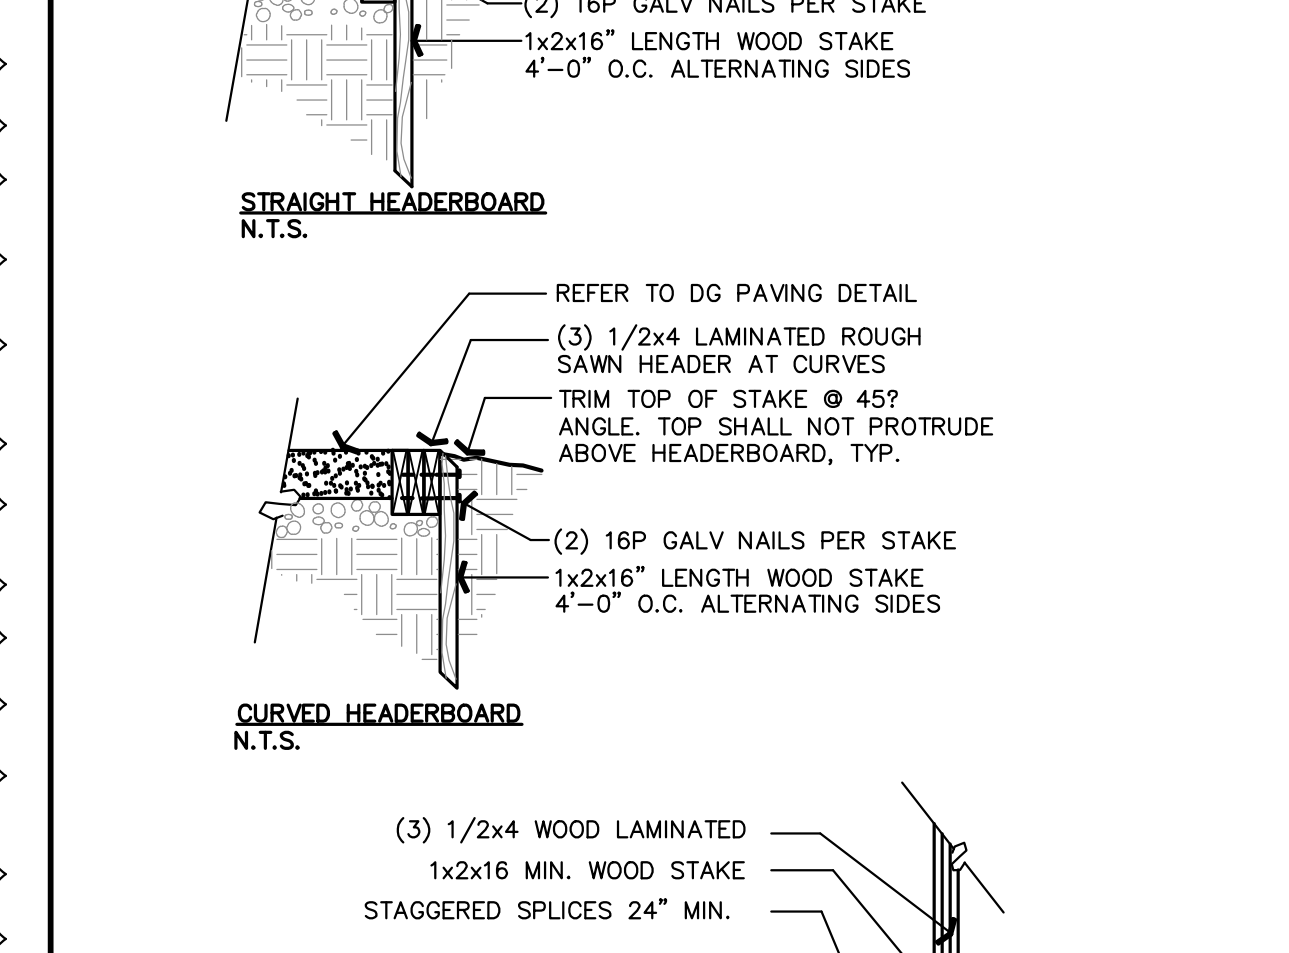 (2) 16P GALV NAILS PER STAKE
1x2x16" LENGTH WOOD STAKE
4'-0" O.C. ALTERNATING SIDES
STRAIGHT HEADERBOARD
N.T.S.
REFER TO DG PAVING DETAIL
(3) 1/2x4 LAMINATED ROUGH
SAWN HEADER AT CURVES
TRIM TOP OF STAKE @ 45?
ANGLE. TOP SHALL NOT PROTRUDE
ABOVE HEADERBOARD, TYP.
(2) 16P GALV NAILS PER STAKE
1x2x16" LENGTH WOOD STAKE
4'-0" O.C. ALTERNATING SIDES
CURVED HEADERBOARD
N.T.S.
(3) 1/2x4 WOOD LAMINATED
1x2x16 MIN. WOOD STAKE
STAGGERED SPLICES 24" MIN.